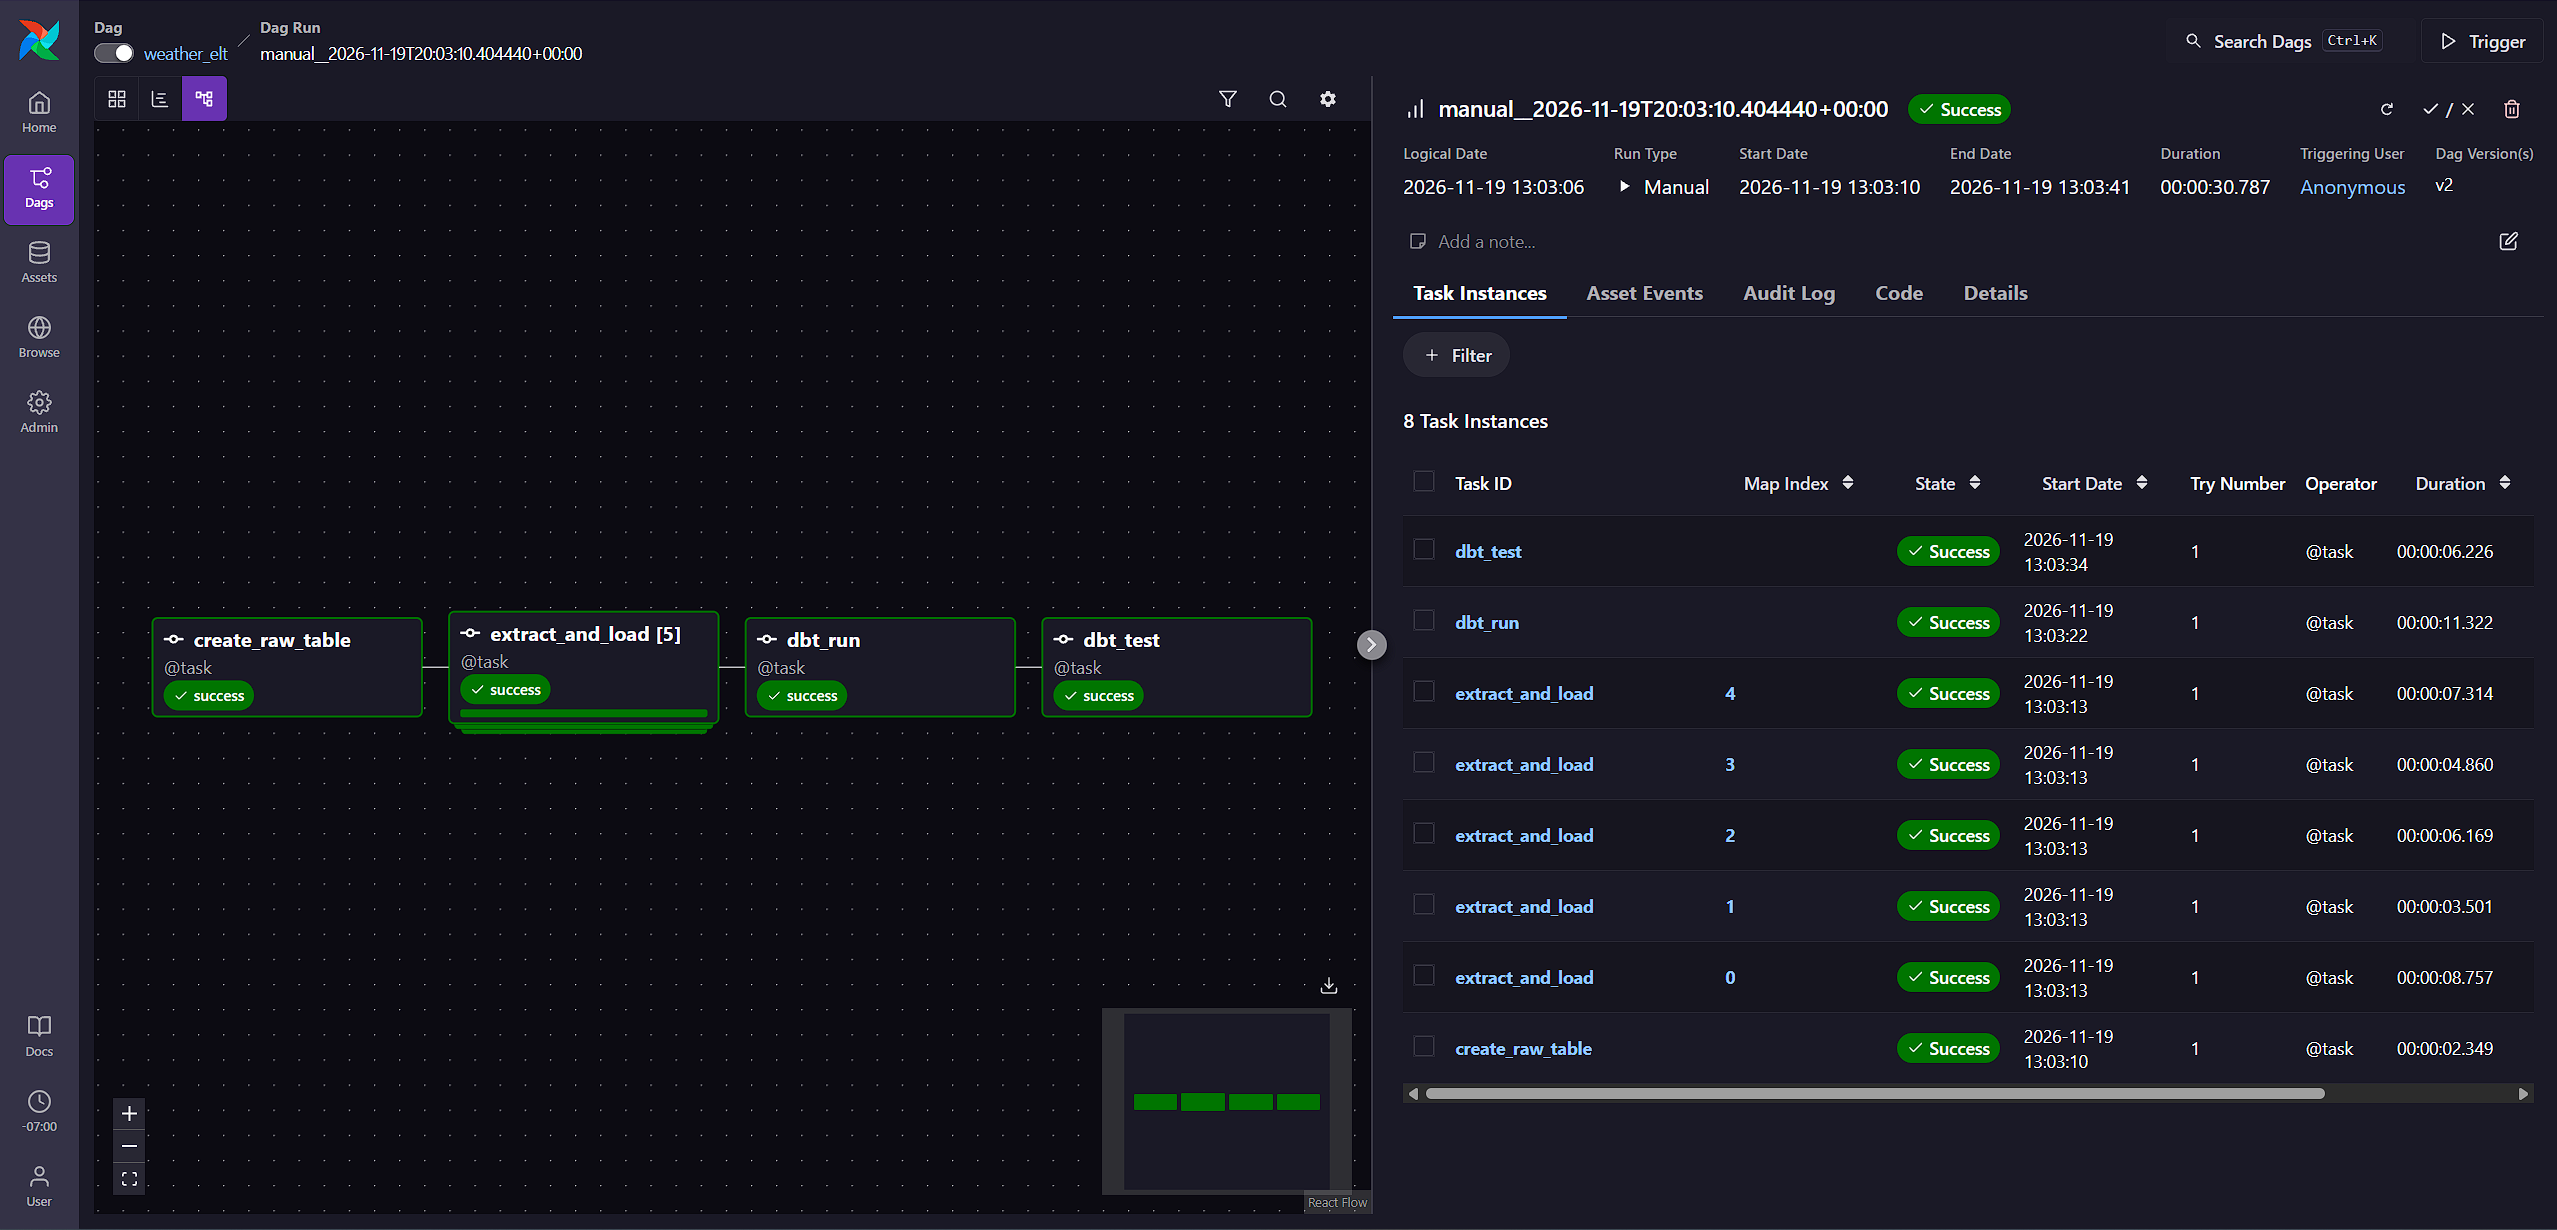 Dag
weather_elt
Dag Run
manual__2026-11-19T20:03:10.404440+00:00
Search Dags Ctrl+K
Trigger
Home
Dags
Assets
Browse
Admin
Docs
-07:00
User
create_raw_table
@task
success
extract_and_load [5]
@task
success
dbt_run
@task
success
dbt_test
@task
success
React Flow
manual__2026-11-19T20:03:10.404440+00:00 Success
/
Logical Date Run Type Start Date End Date Duration Triggering User Dag Version(s)
2026-11-19 13:03:06 Manual 2026-11-19 13:03:10 2026-11-19 13:03:41 00:00:30.787 Anonymous v2
Add a note...
Task Instances Asset Events Audit Log Code Details
+ Filter
8 Task Instances
Task ID Map Index State Start Date Try Number Operator Duration
dbt_test Success 2026-11-19 13:03:34 1 @task 00:00:06.226
dbt_run Success 2026-11-19 13:03:22 1 @task 00:00:11.322
extract_and_load 4 Success 2026-11-19 13:03:13 1 @task 00:00:07.314
extract_and_load 3 Success 2026-11-19 13:03:13 1 @task 00:00:04.860
extract_and_load 2 Success 2026-11-19 13:03:13 1 @task 00:00:06.169
extract_and_load 1 Success 2026-11-19 13:03:13 1 @task 00:00:03.501
extract_and_load 0 Success 2026-11-19 13:03:13 1 @task 00:00:08.757
create_raw_table Success 2026-11-19 13:03:10 1 @task 00:00:02.349